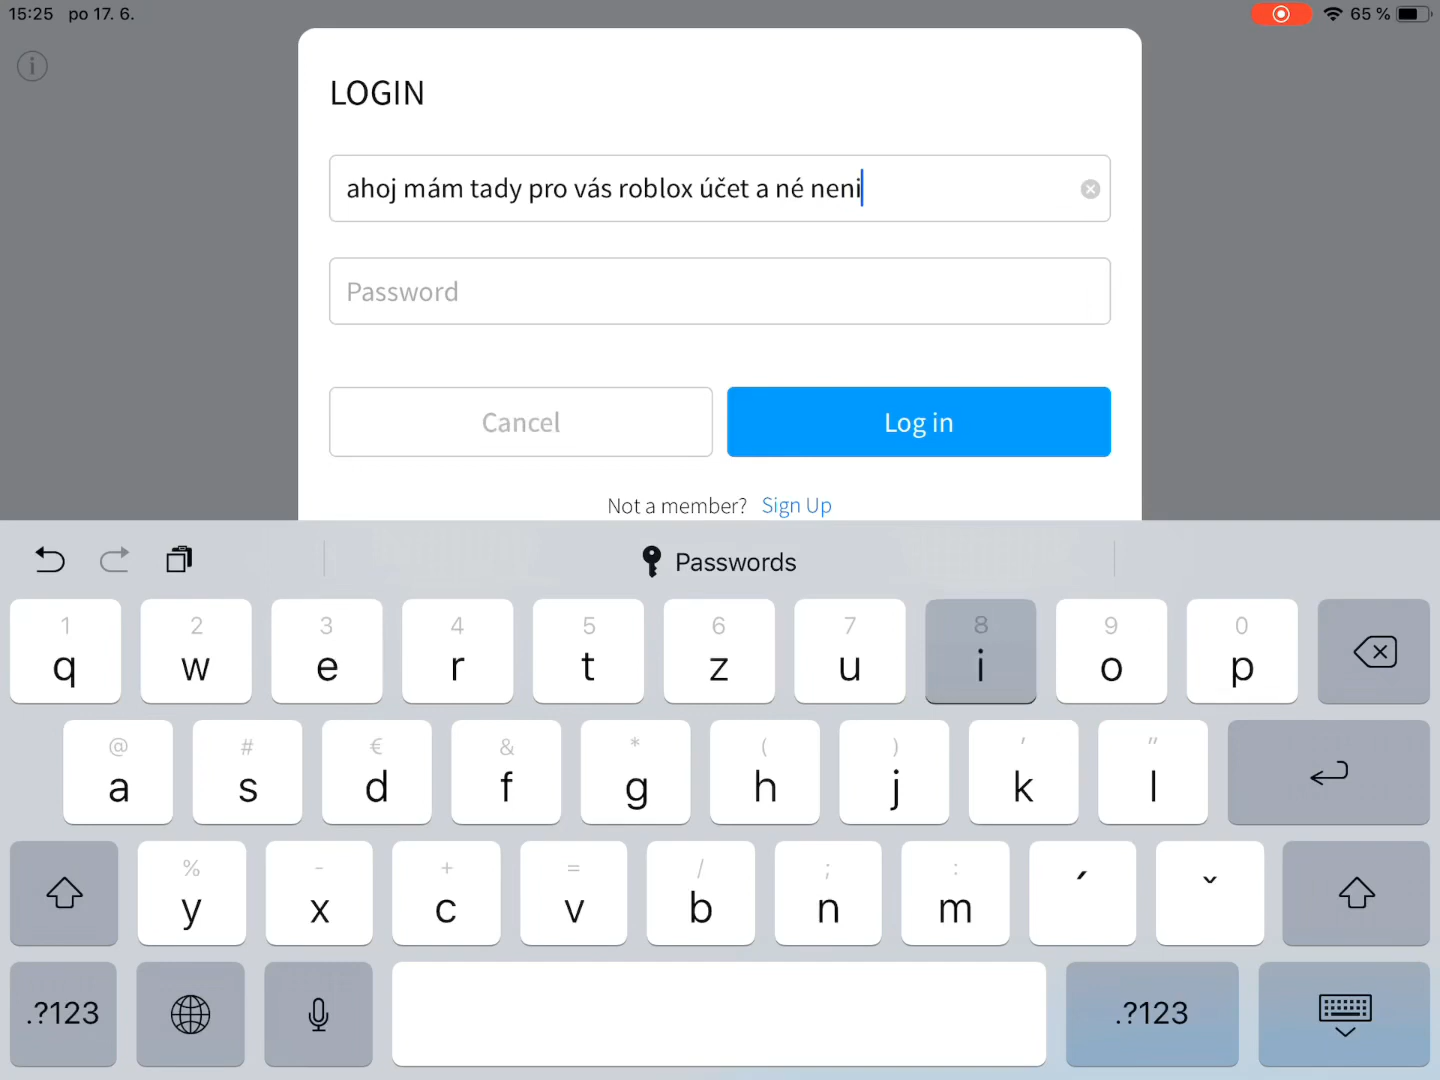 15:25 po 17. 6.
65 %
LOGIN
ahoj mám tady pro vás roblox účet a né neni
Password
Cancel
Log in
Not a member? Sign Up
Passwords
1 2 3 4 5 6 7 8 9 0
q w e r t z u i o p
@ # € & * ( ) ' "
a s d f g h j k l
% - + = / ; :
y x c v b n m ´ ˇ
.?123
.?123